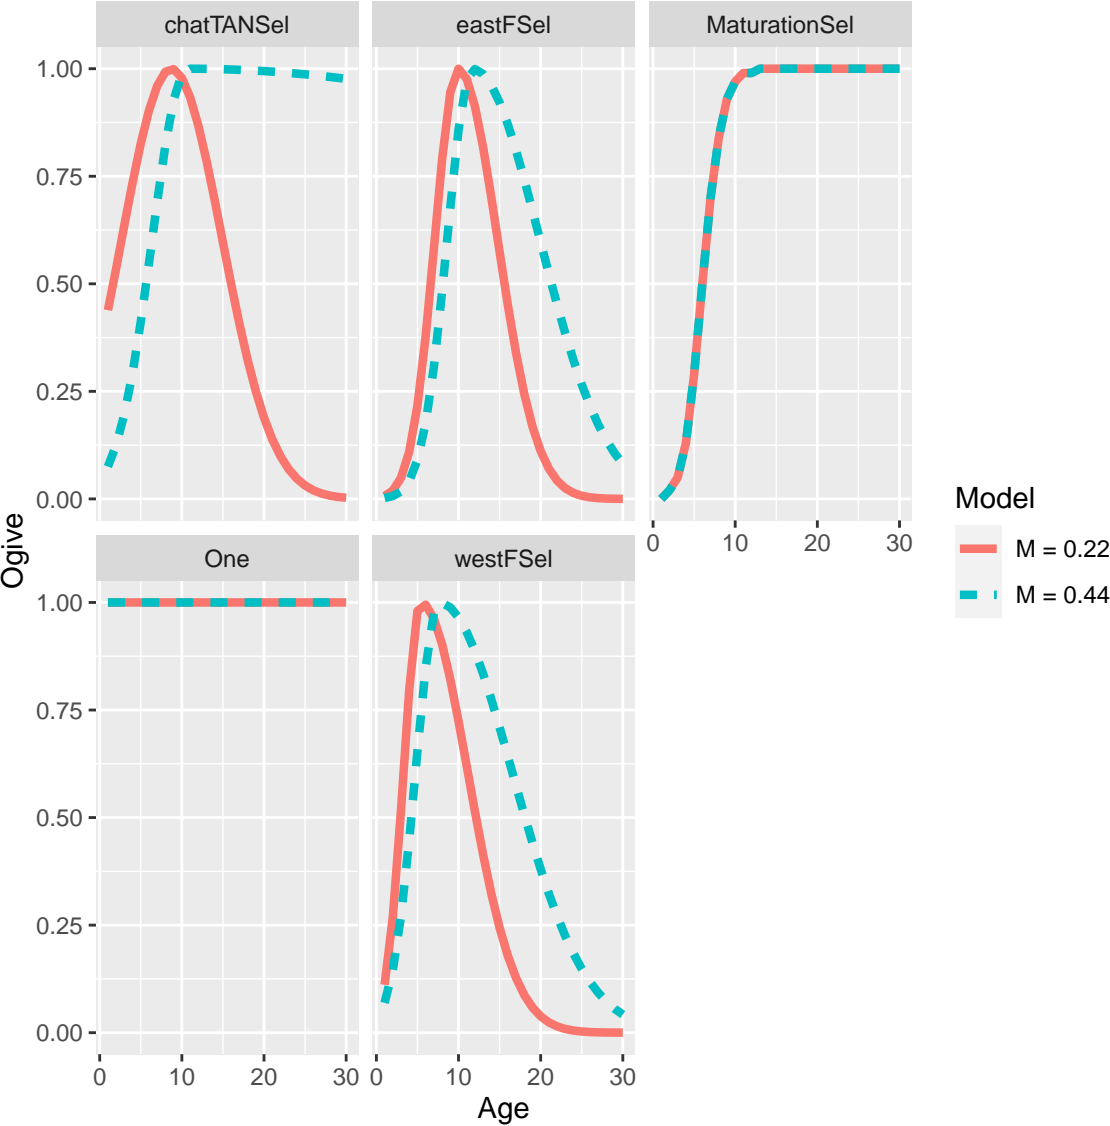 chatTANSel eastFSel MaturationSel
1.00
0.75
0.50
0.25
0.00
0 10 20 30
Ogive
One westFSel
1.00
0.75
0.50
0.25
0.00
0 10 20 30 0 10 20 30
Age
Model
M = 0.22
M = 0.44